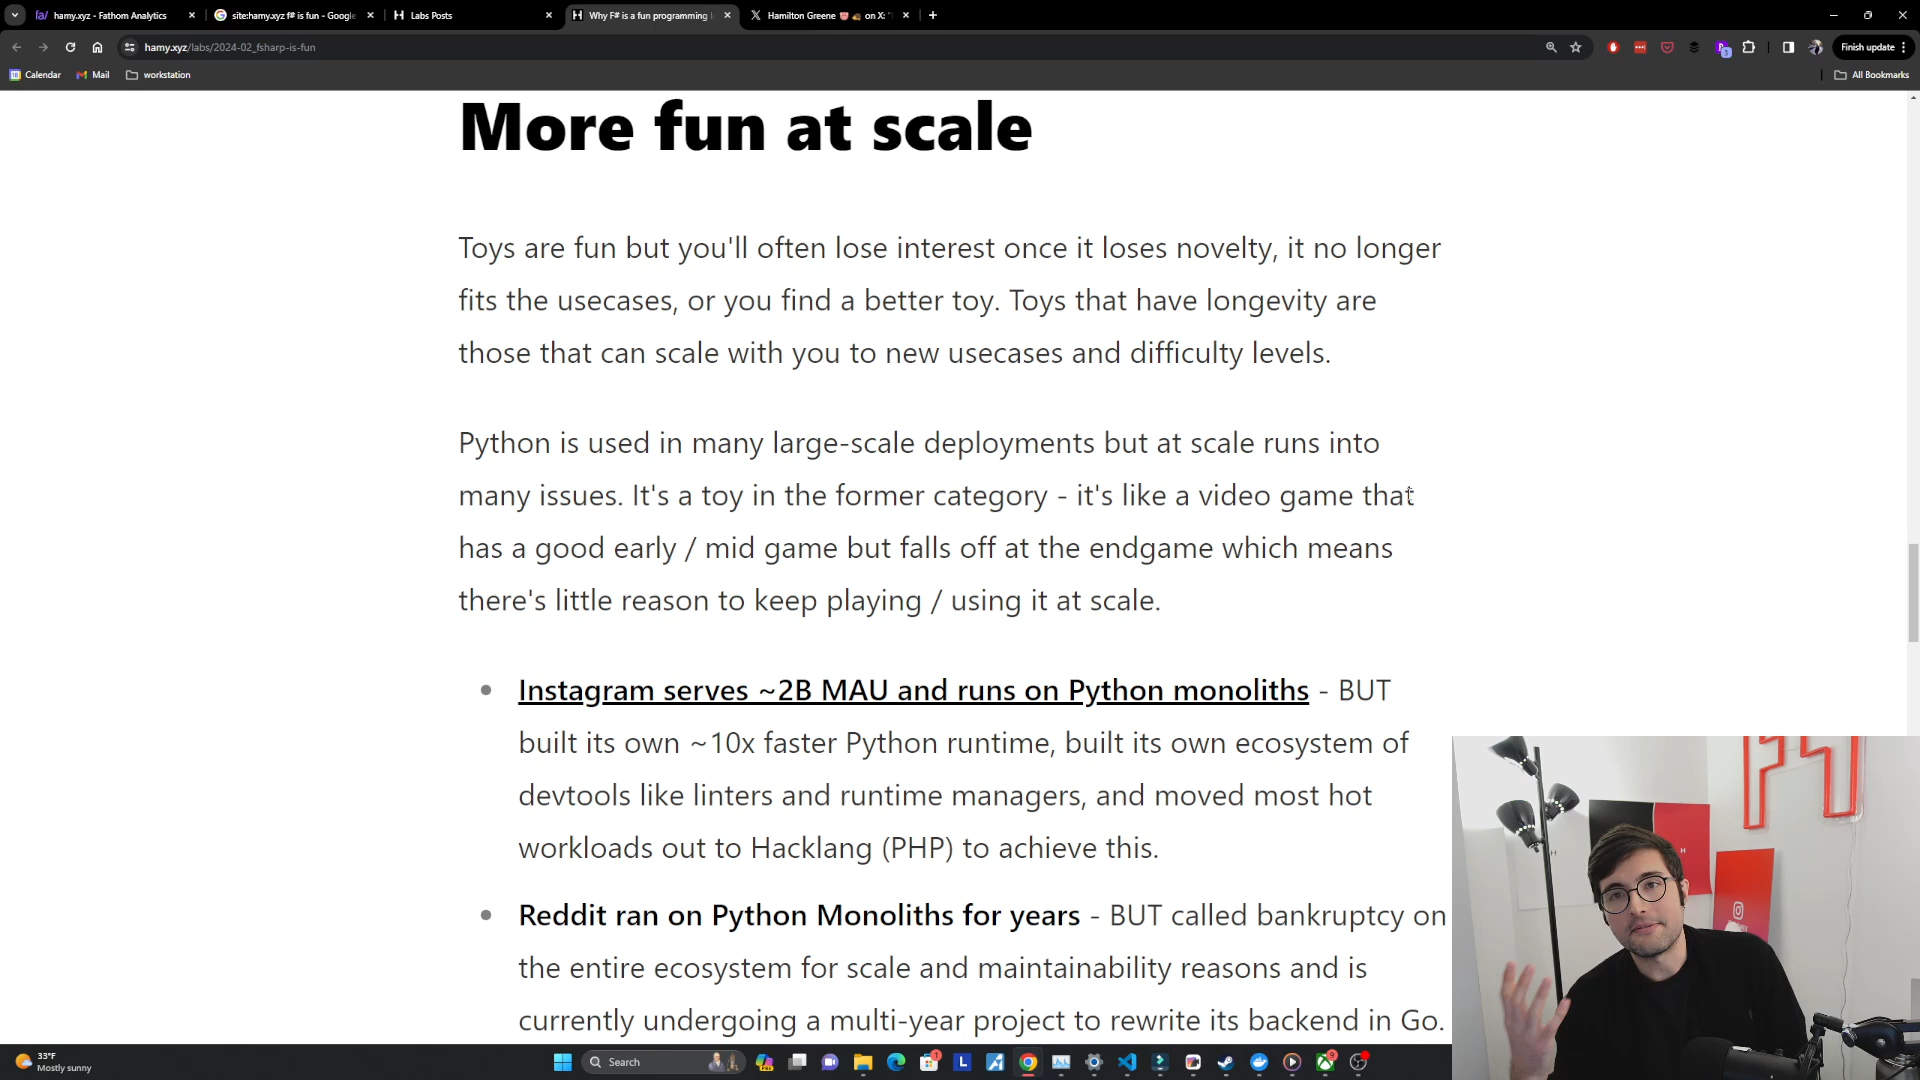 hamy.xyz - Fathom Analytics
site:hamy.xyz f# is fun - Google
Labs Posts
Why F# is a fun programming l
Hamilton Greene on X: "
hamy.xyz/labs/2024-02_fsharp-is-fun
Finish update
Calendar
Mail
workstation
All Bookmarks
More fun at scale
Toys are fun but you'll often lose interest once it loses novelty, it no longer
fits the usecases, or you find a better toy. Toys that have longevity are
those that can scale with you to new usecases and difficulty levels.
Python is used in many large-scale deployments but at scale runs into
many issues. It's a toy in the former category - it's like a video game that
has a good early / mid game but falls off at the endgame which means
there's little reason to keep playing / using it at scale.
Instagram serves ~2B MAU and runs on Python monoliths - BUT
built its own ~10x faster Python runtime, built its own ecosystem of
devtools like linters and runtime managers, and moved most hot
workloads out to Hacklang (PHP) to achieve this.
Reddit ran on Python Monoliths for years - BUT called bankruptcy on
the entire ecosystem for scale and maintainability reasons and is
currently undergoing a multi-year project to rewrite its backend in Go.
33°F
Mostly sunny
Search